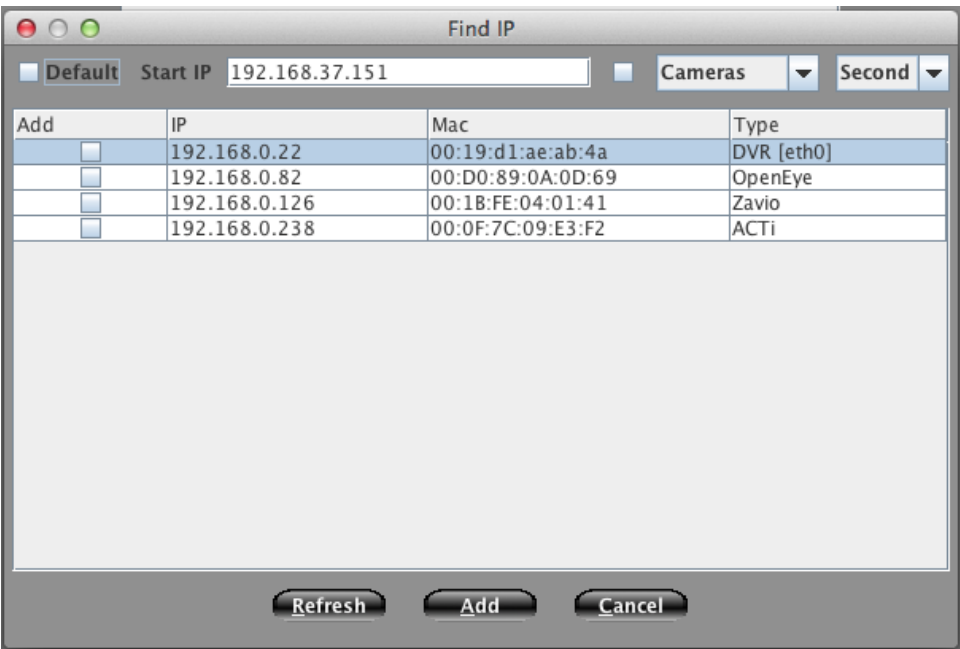 Find IP
Default Start IP 192.168.37.151 Cameras Second
Add IP Mac Type
192.168.0.22 00:19:d1:ae:ab:4a DVR [eth0]
192.168.0.82 00:D0:89:0A:0D:69 OpenEye
192.168.0.126 00:1B:FE:04:01:41 Zavio
192.168.0.238 00:0F:7C:09:E3:F2 ACTi
Refresh Add Cancel